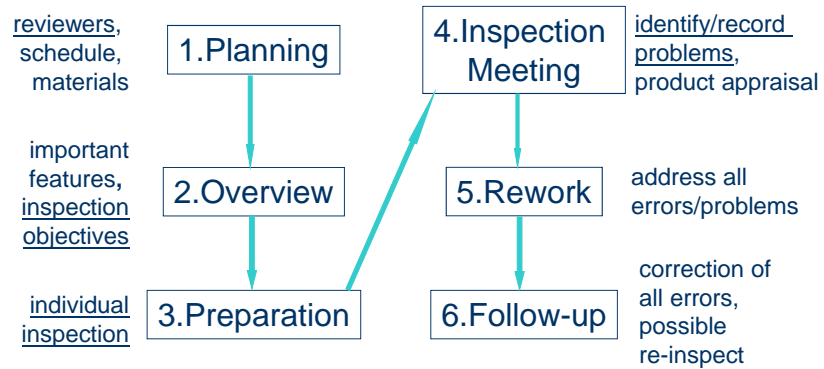 reviewers,
schedule,
materials
1.Planning
important
features,
inspection
objectives
2.Overview
individual
inspection
3.Preparation
4.Inspection
Meeting
identify/record
problems,
product appraisal
5.Rework
address all
errors/problems
6.Follow-up
correction of
all errors,
possible
re-inspect